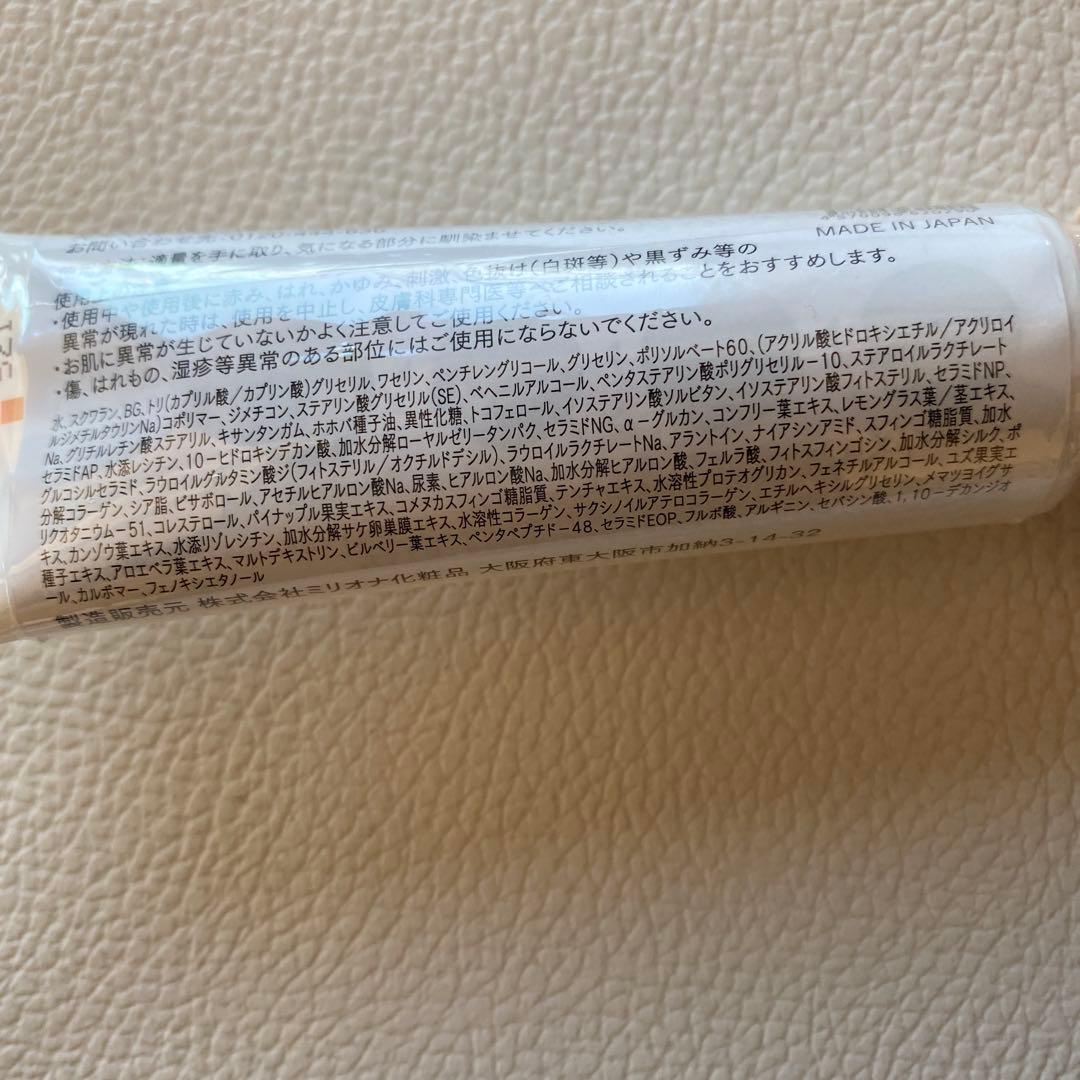 MADE IN JAPAN
適量を手に取り、気になる部分に馴染ませてください。
・使用中や使用後に赤み、はれ、かゆみ、刺激、色抜け(白斑等)や黒ずみ等の
異常が現れた時は、使用を中止し、皮膚科専門医等へご相談されることをおすすめします。
・お肌に異常が生じていないかよく注意してご使用ください。
・傷、はれもの、湿疹等異常のある部位にはご使用にならないでください。
水、スクワラン、BG、トリ(カプリル酸/カプリン酸)グリセリル、ワセリン、ペンチレングリコール、グリセリン、ポリソルベート60、(アクリル酸ヒドロキシエチル/アクリロイ
ルジメチルタウリンNa)コポリマー、ジメチコン、ステアリン酸グリセリル(SE)、ベヘニルアルコール、ペンタステアリン酸ポリグリセリル-10、ステアロイルラクチレート
Na、グリチルレチン酸ステアリル、キサンタンガム、ホホバ種子油、異性化糖、トコフェロール、イソステアリン酸ソルビタン、イソステアリン酸フィトステリル、セラミドNP、
セラミドAP、水添レシチン、10-ヒドロキシデカン酸、加水分解ローヤルゼリータンパク、セラミドNG、α-グルカン、コンフリー葉エキス、レモングラス葉/茎エキス、
グルコシルセラミド、ラウロイルグルタミン酸ジ(フィトステリル/オクチルドデシル)、ラウロイルラクチレートNa、アラントイン、ナイアシンアミド、スフィンゴ糖脂質、加水
分解コラーゲン、シア脂、ビサボロール、アセチルヒアルロン酸Na、尿素、ヒアルロン酸Na、加水分解ヒアルロン酸、フェルラ酸、フィトスフィンゴシン、加水分解シルク、ポ
リクオタニウム-51、コレステロール、パイナップル果実エキス、コメヌカスフィンゴ糖脂質、テンチャエキス、水溶性プロテオグリカン、フェネチルアルコール、ユズ果実エ
キス、カンゾウ葉エキス、水添リゾレシチン、加水分解サケ卵巣膜エキス、水溶性コラーゲン、サクシノイルアテロコラーゲン、エチルヘキシルグリセリン、メマツヨイグサ
種子エキス、アロエベラ葉エキス、マルトデキストリン、ビルベリー葉エキス、ペンタペプチド-48、セラミドEOP、フルボ酸、アルギニン、セバシン酸、1,10-デカンジオ
ール、カルボマー、フェノキシエタノール
製造販売元 株式会社ミリオナ化粧品 大阪府東大阪市加納3-14-32